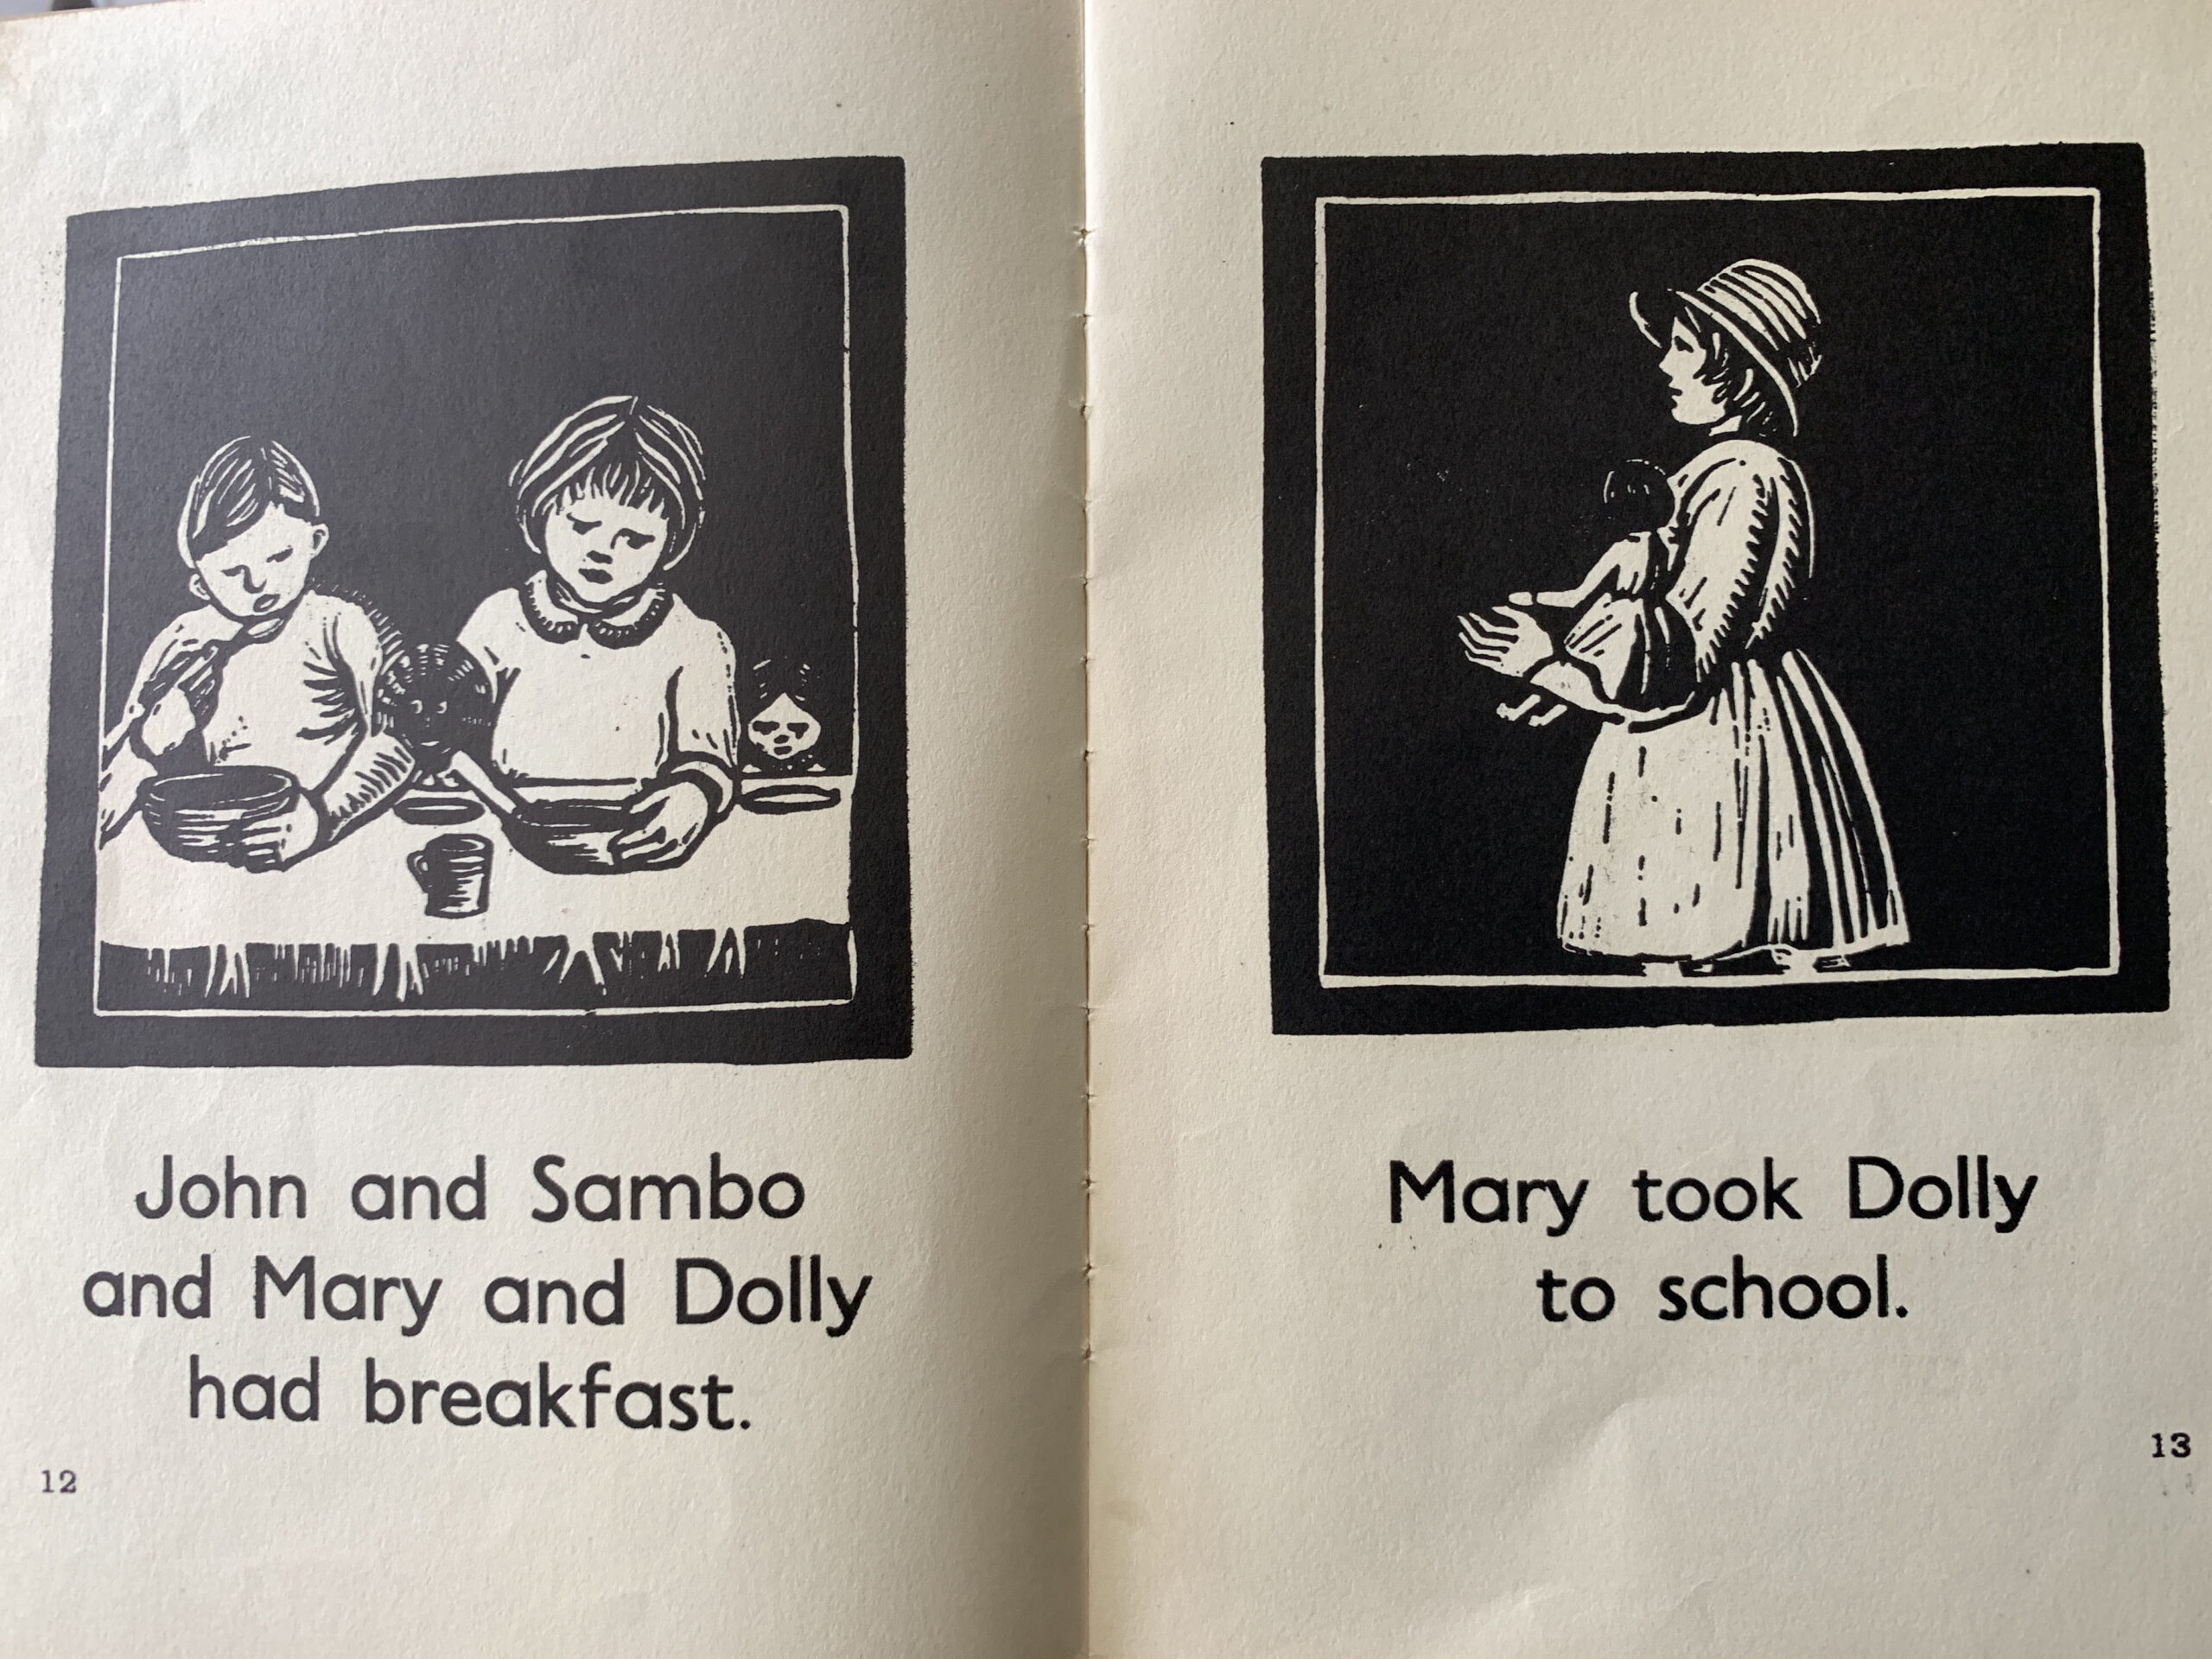 John and Sambo
and Mary and Dolly
had breakfast.
12
Mary took Dolly
to school.
13